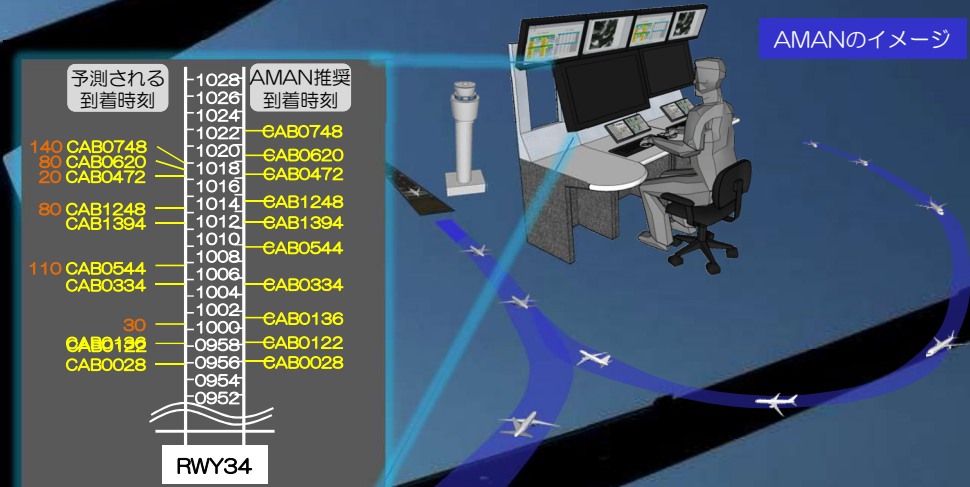 AMANのイメージ
予測される
到着時刻
AMAN推奨
到着時刻
1028
1026
1024
1022
1020
1018
1016
1014
1012
1010
1008
1006
1004
1002
1000
0958
0956
0954
0952
140 CAB0748
80 CAB0620
20 CAB0472
80 CAB1248
CAB1394
110 CAB0544
CAB0334
30
CAB0136
CAB0122
CAB0028
CAB0748
CAB0620
CAB0472
CAB1248
CAB1394
CAB0544
CAB0334
CAB0136
CAB0122
CAB0028
RWY34